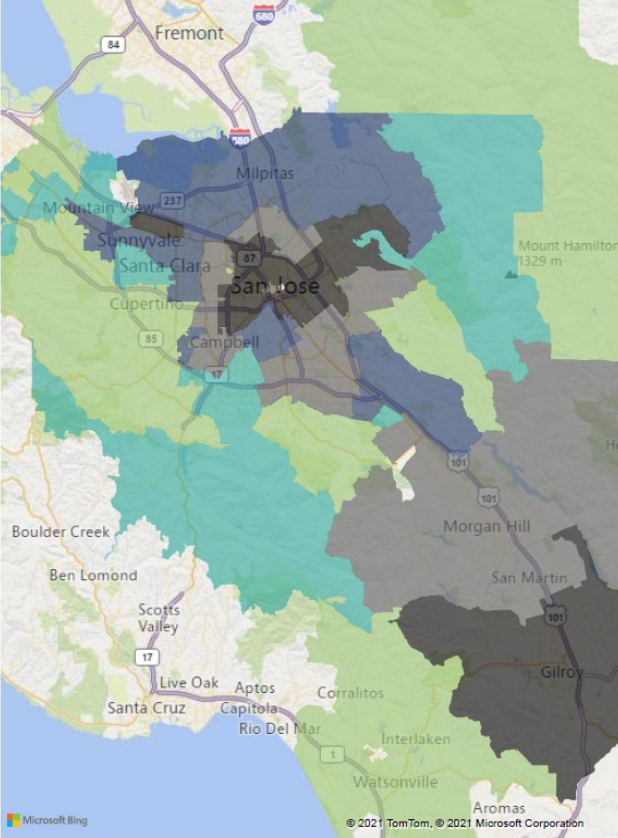 680
84
Fremont
880
Milpitas
237
Mountain View
Sunnyvale
Mount Hamilton
1329 m
87
Santa Clara
San Jose
Cupertino
85
Campbell
17
101
101
Morgan Hill
Boulder Creek
Ben Lomond
San Martin
101
Scotts
Valley
17
Gilroy
Live Oak
Aptos
Corralitos
Santa Cruz
Capitola
Rio Del Mar
Interlaken
1
Watsonville
Aromas
Microsoft Bing
© 2021 TomTom, © 2021 Microsoft Corporation